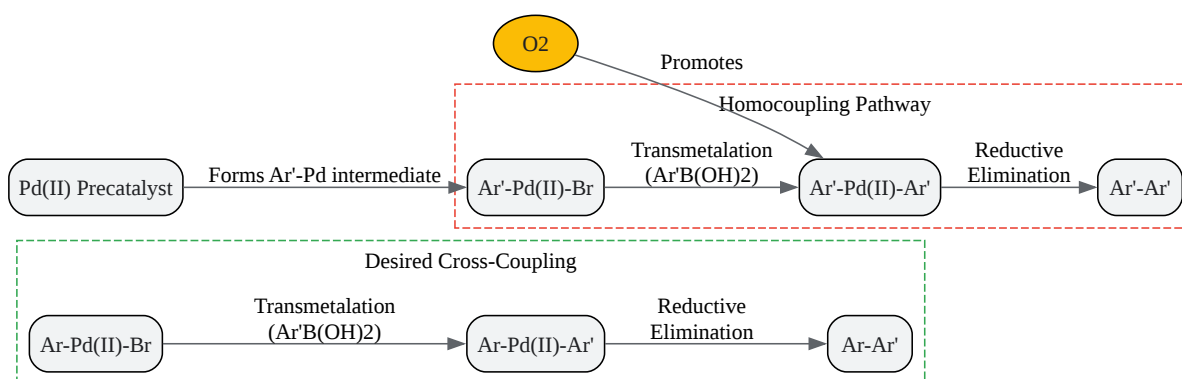 O2
Promotes
Homocoupling Pathway
Pd(II) Precatalyst
Forms Ar'-Pd intermediate
Ar'-Pd(II)-Br
Transmetalation
(Ar'B(OH)2)
Ar'-Pd(II)-Ar'
Reductive
Elimination
Ar'-Ar'
Desired Cross-Coupling
Ar-Pd(II)-Br
Transmetalation
(Ar'B(OH)2)
Ar-Pd(II)-Ar'
Reductive
Elimination
Ar-Ar'